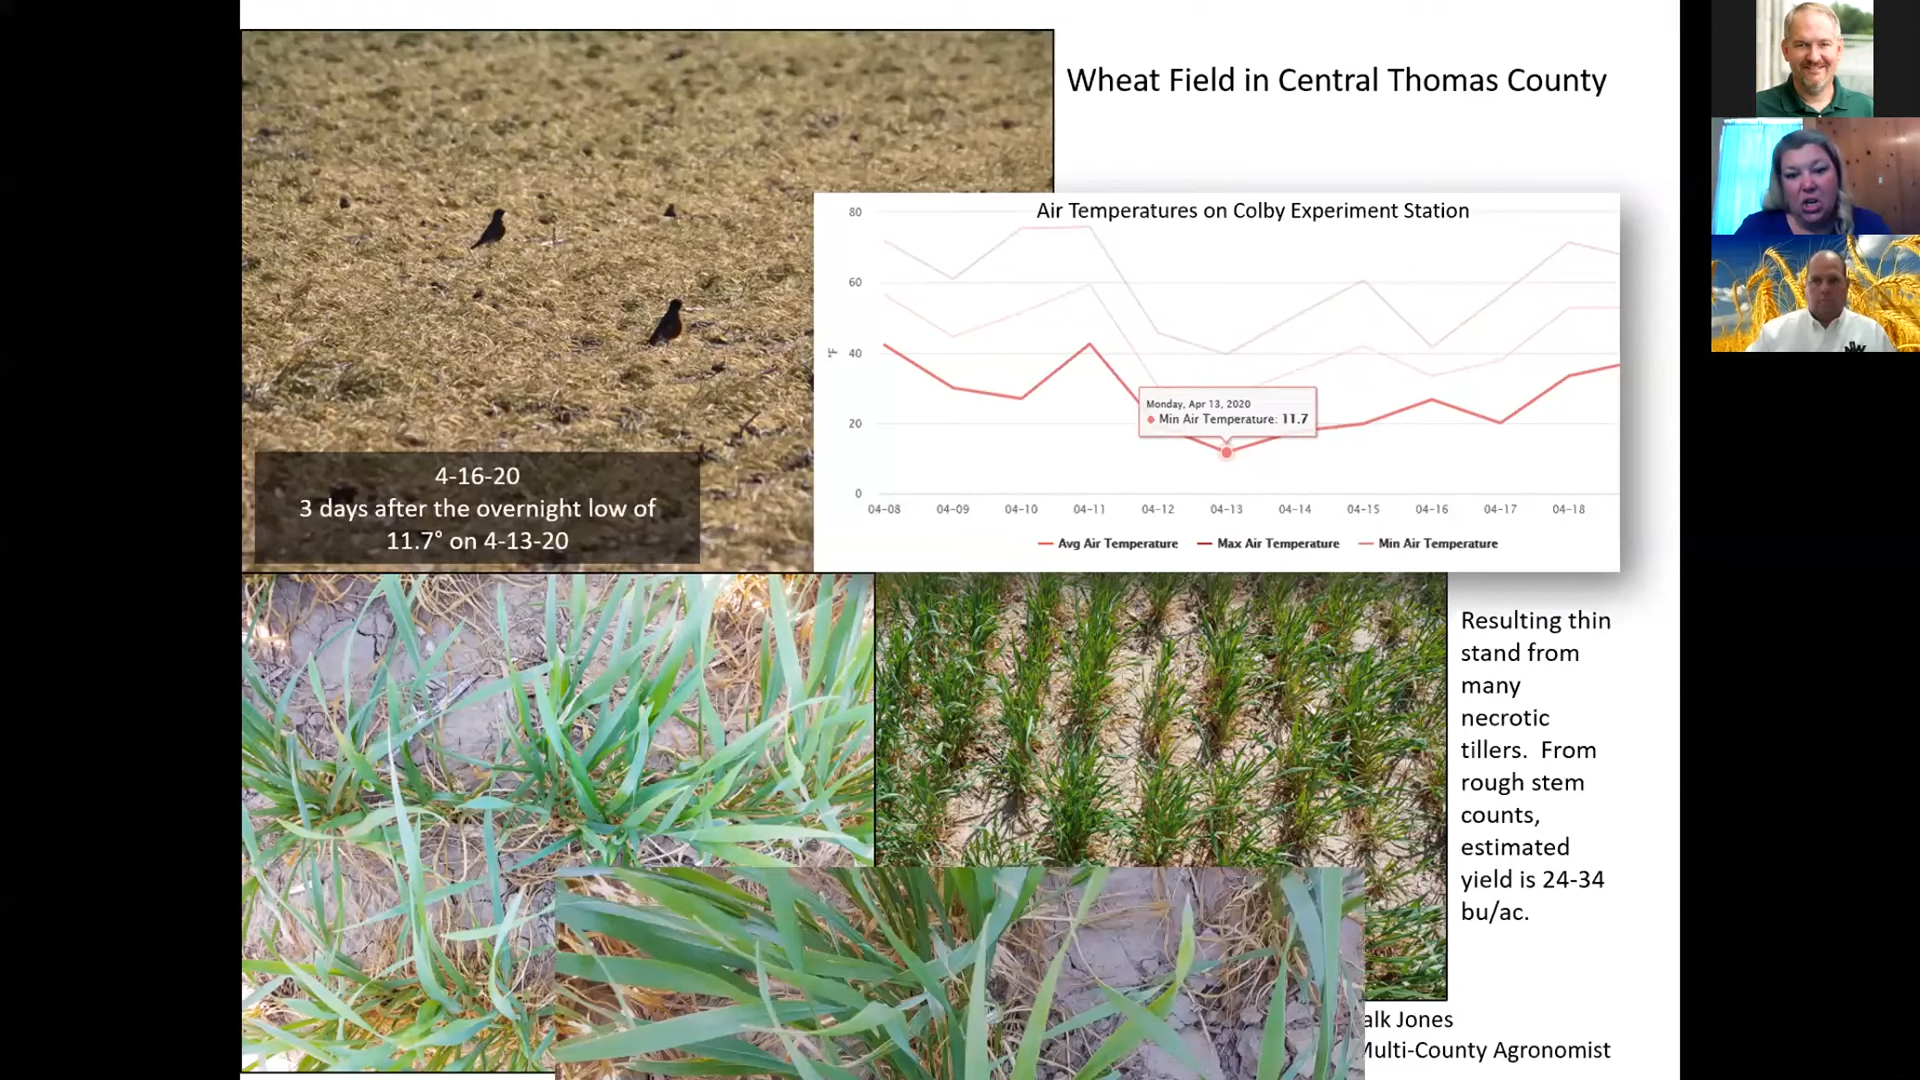 Wheat Field in Central Thomas County
Air Temperatures on Colby Experiment Station
80
60
°F
40
20
0
Monday, Apr 13, 2020
Min Air Temperature: 11.7
04-08 04-09 04-10 04-11 04-12 04-13 04-14 04-15 04-16 04-17 04-18
Avg Air Temperature Max Air Temperature Min Air Temperature
4-16-20
3 days after the overnight low of
11.7° on 4-13-20
Resulting thin
stand from
many
necrotic
tillers. From
rough stem
counts,
estimated
yield is 24-34
bu/ac.
alk Jones
Multi-County Agronomist